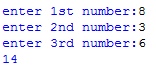 enter 1st number:8
enter 2nd number:3
enter 3rd number:6
14